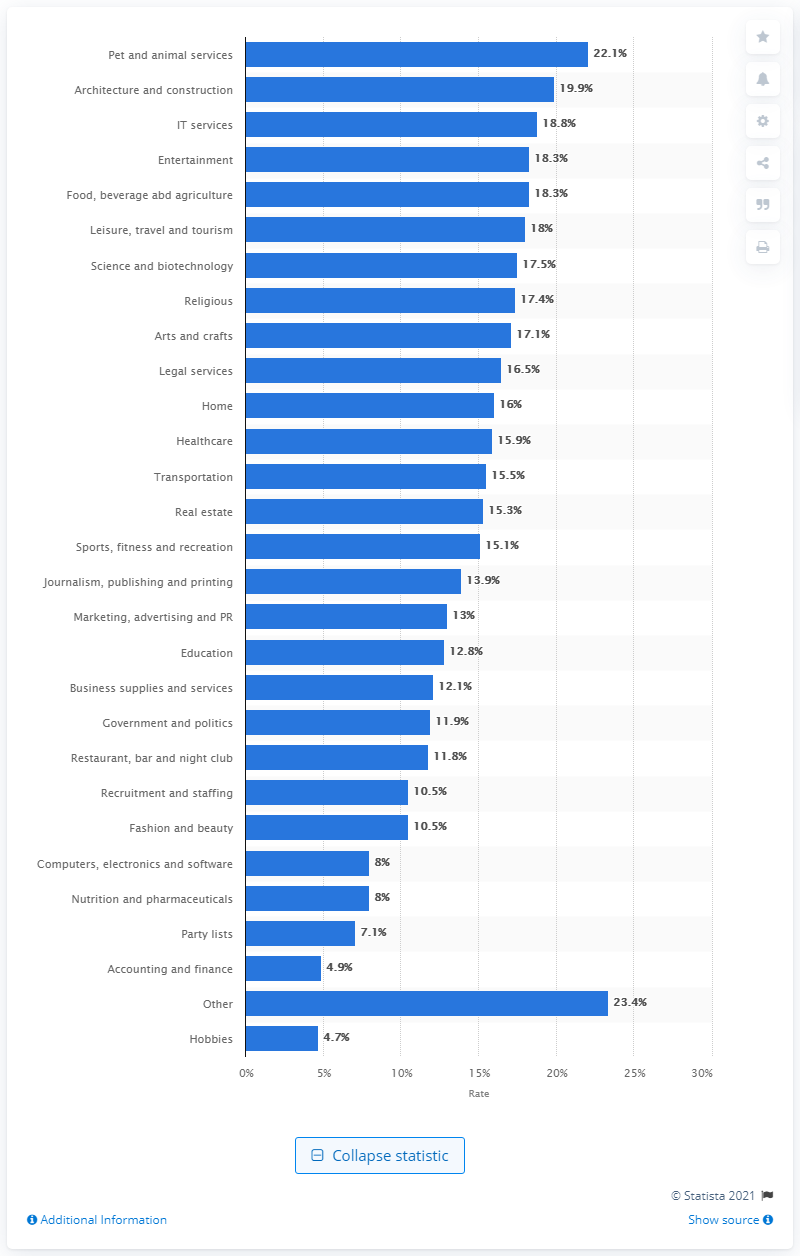 Pet and animal services 22.1%
Architecture and construction 19.9%
IT services 18.8%
Entertainment 18.3%
Food, beverage abd agriculture 18.3%
Leisure, travel and tourism 18%
Science and biotechnology 17.5%
Religious 17.4%
Arts and crafts 17.1%
Legal services 16.5%
Home 16%
Healthcare 15.9%
Transportation 15.5%
Real estate 15.3%
Sports, fitness and recreation 15.1%
Journalism, publishing and printing 13.9%
Marketing, advertising and PR 13%
Education 12.8%
Business supplies and services 12.1%
Government and politics 11.9%
Restaurant, bar and night club 11.8%
Recruitment and staffing 10.5%
Fashion and beauty 10.5%
Computers, electronics and software 8%
Nutrition and pharmaceuticals 8%
Party lists 7.1%
Accounting and finance 4.9%
Other 23.4%
Hobbies 4.7%
0% 5% 10% 15% 20% 25% 30%
Rate
Collapse statistic
© Statista 2021
Additional Information Show source